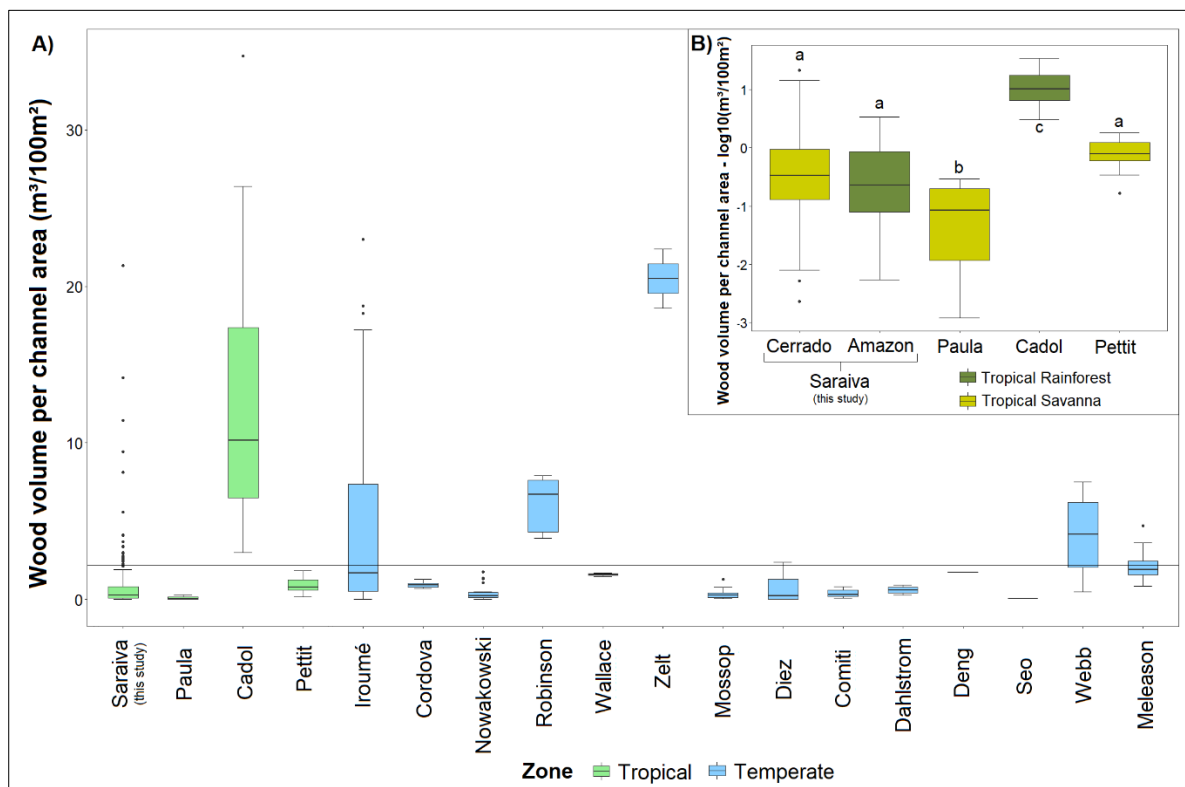 A)
Wood volume per channel area (m³/100m²)
30
20
10
0
Saraiva
(this study)
Paula
Cadol
Pettit
Iroumé
Cordova
Nowakowski
Robinson
Wallace
Zelt
Mossop
Diez
Comiti
Dahlstrom
Deng
Seo
Webb
Meleason
Zone Tropical Temperate
B)
Wood volume per channel area - log10(m³/100m²)
1
0
-1
-2
-3
a
a
b
c
a
Cerrado Amazon Paula Cadol Pettit
Saraiva
(this study)
Tropical Rainforest
Tropical Savanna